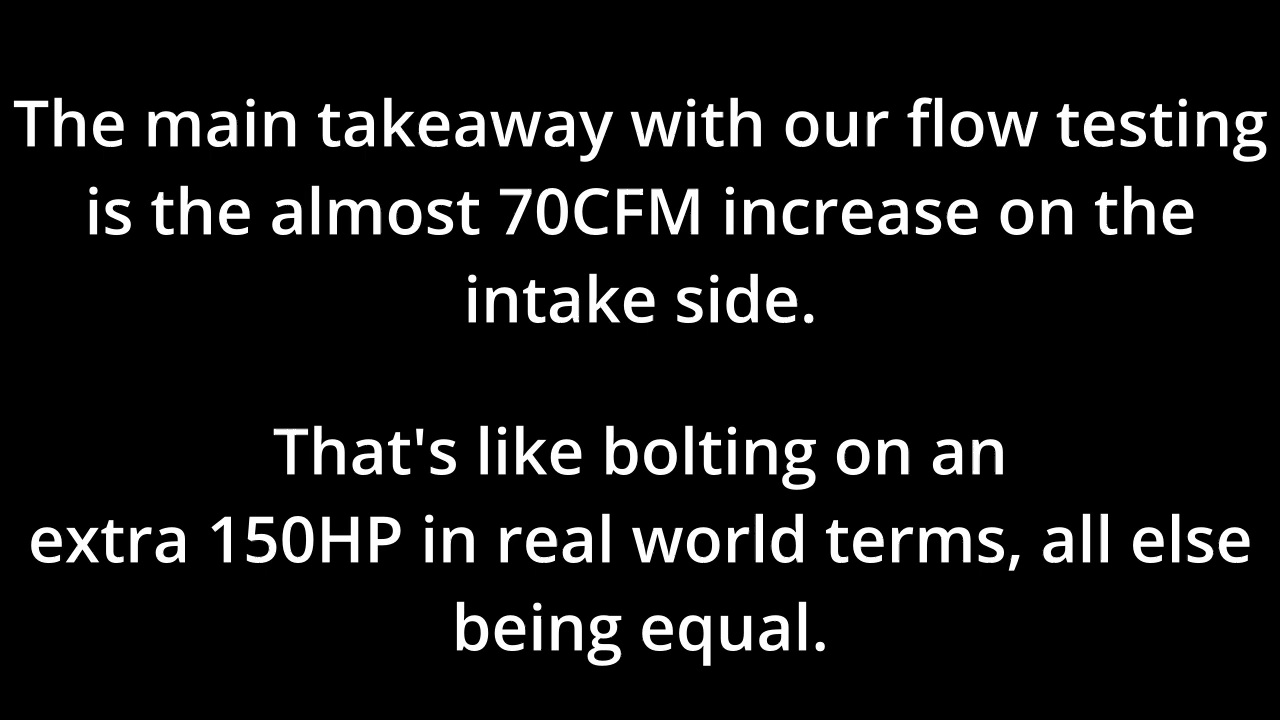 The main takeaway with our flow testing
is the almost 70CFM increase on the
intake side.
That's like bolting on an
extra 150HP in real world terms, all else
being equal.